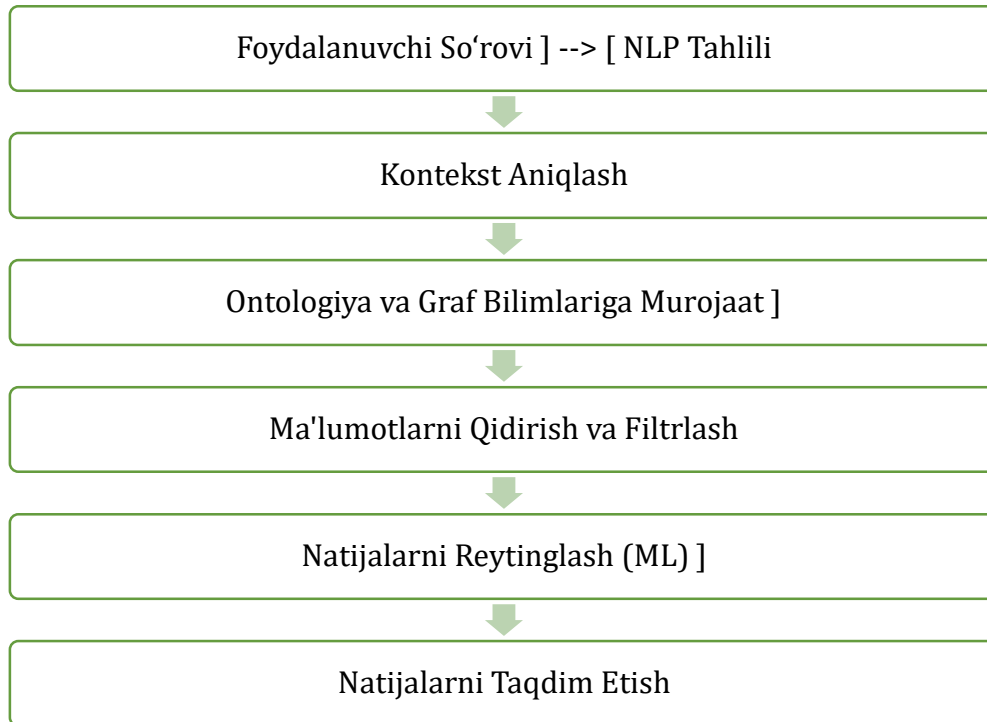 Foydalanuvchi So‘rovi ] --> [ NLP Tahlili
Kontekst Aniqlash
Ontologiya va Graf Bilimlariga Murojaat ]
Ma'lumotlarni Qidirish va Filtrlash
Natijalarni Reytinglash (ML) ]
Natijalarni Taqdim Etish